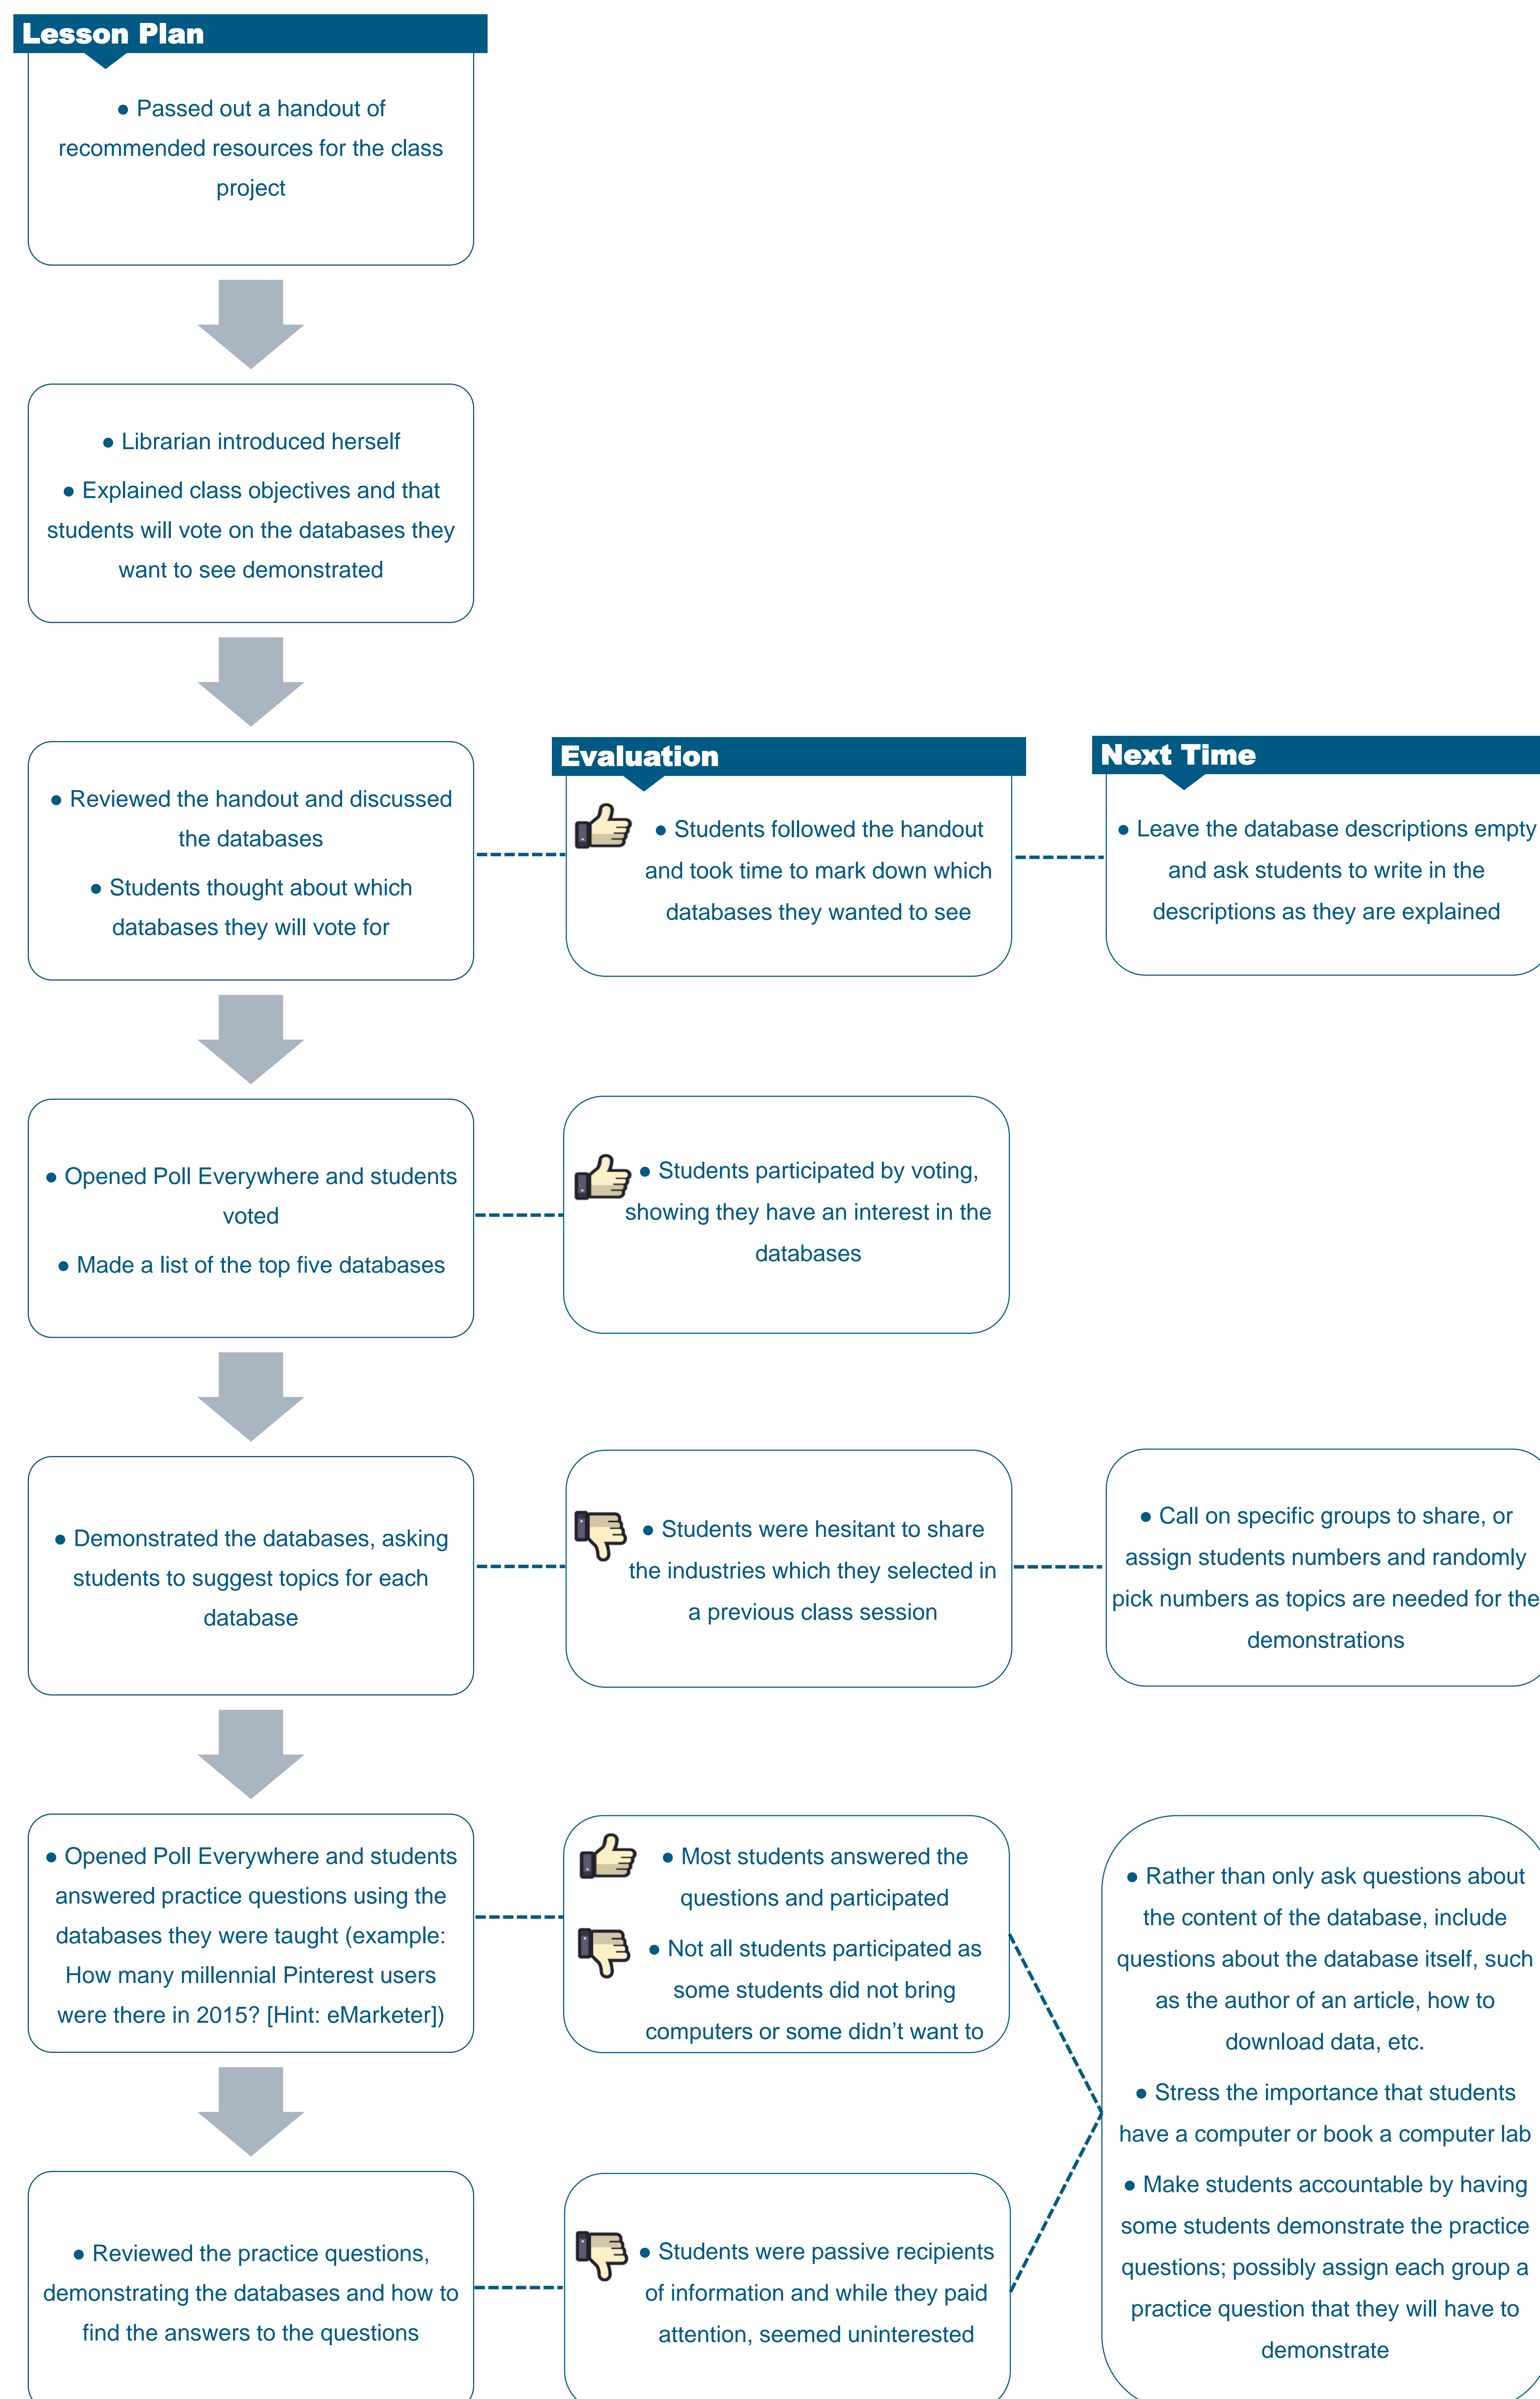 Lesson Plan
● Passed out a handout of
recommended resources for the class
project
● Librarian introduced herself
● Explained class objectives and that
students will vote on the databases they
want to see demonstrated
● Reviewed the handout and discussed
the databases
● Students thought about which
databases they will vote for
Evaluation
● Students followed the handout
and took time to mark down which
databases they wanted to see
Next Time
● Leave the database descriptions empty
and ask students to write in the
descriptions as they are explained
● Opened Poll Everywhere and students
voted
● Made a list of the top five databases
● Students participated by voting,
showing they have an interest in the
databases
● Demonstrated the databases, asking
students to suggest topics for each
database
● Students were hesitant to share
the industries which they selected in
a previous class session
● Call on specific groups to share, or
assign students numbers and randomly
pick numbers as topics are needed for the
demonstrations
● Opened Poll Everywhere and students
answered practice questions using the
databases they were taught (example:
How many millennial Pinterest users
were there in 2015? [Hint: eMarketer])
● Most students answered the
questions and participated
● Not all students participated as
some students did not bring
computers or some didn’t want to
● Rather than only ask questions about
the content of the database, include
questions about the database itself, such
as the author of an article, how to
download data, etc.
● Stress the importance that students
have a computer or book a computer lab
● Make students accountable by having
some students demonstrate the practice
questions; possibly assign each group a
practice question that they will have to
demonstrate
● Reviewed the practice questions,
demonstrating the databases and how to
find the answers to the questions
● Students were passive recipients
of information and while they paid
attention, seemed uninterested